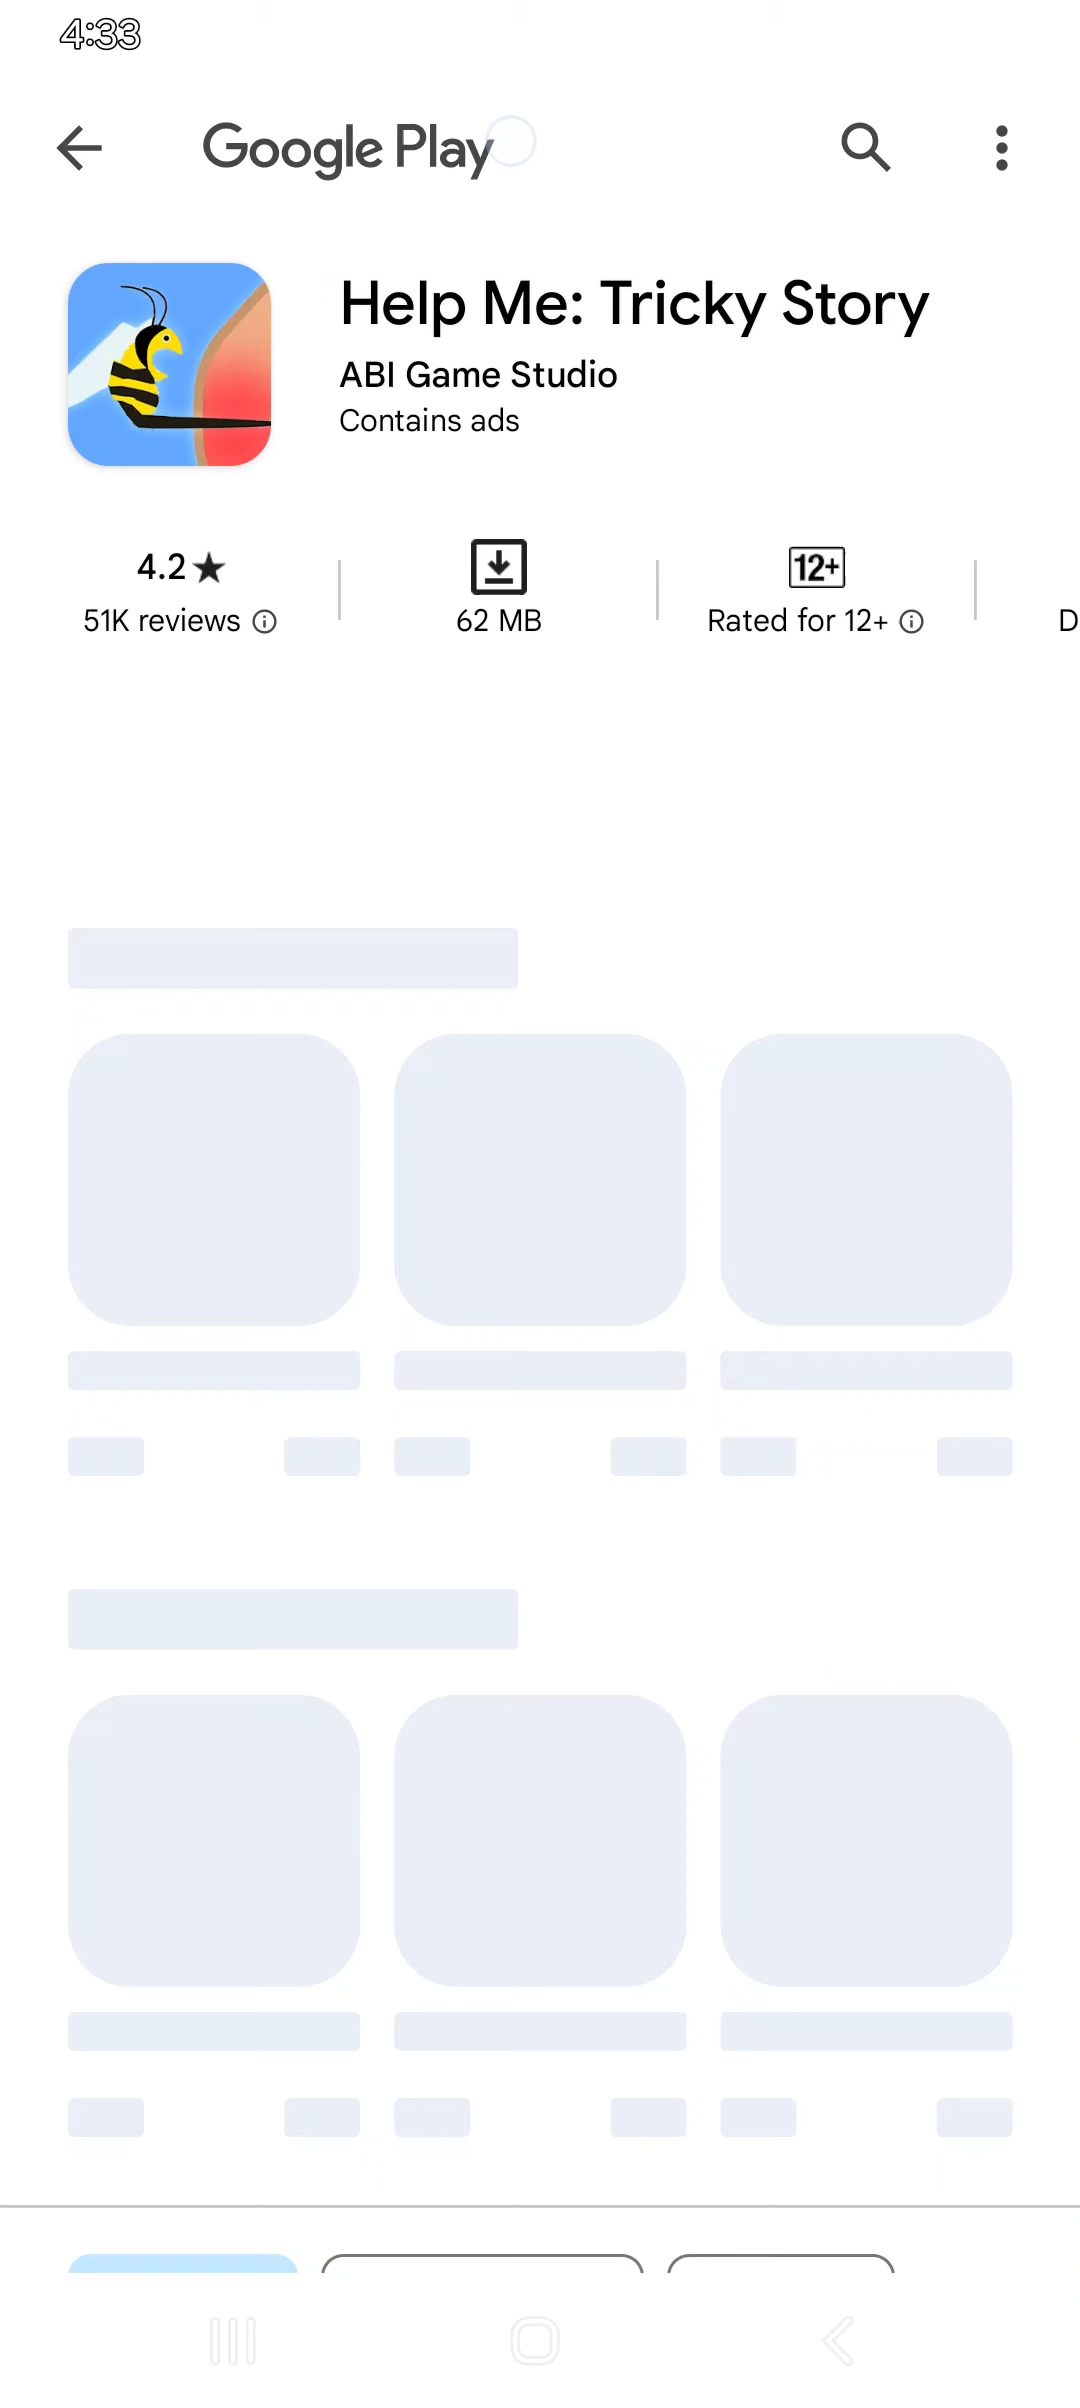 4:33
Google Play
Help Me: Tricky Story
ABI Game Studio
Contains ads
4.2★
51K reviews
62 MB
12+
Rated for 12+
D